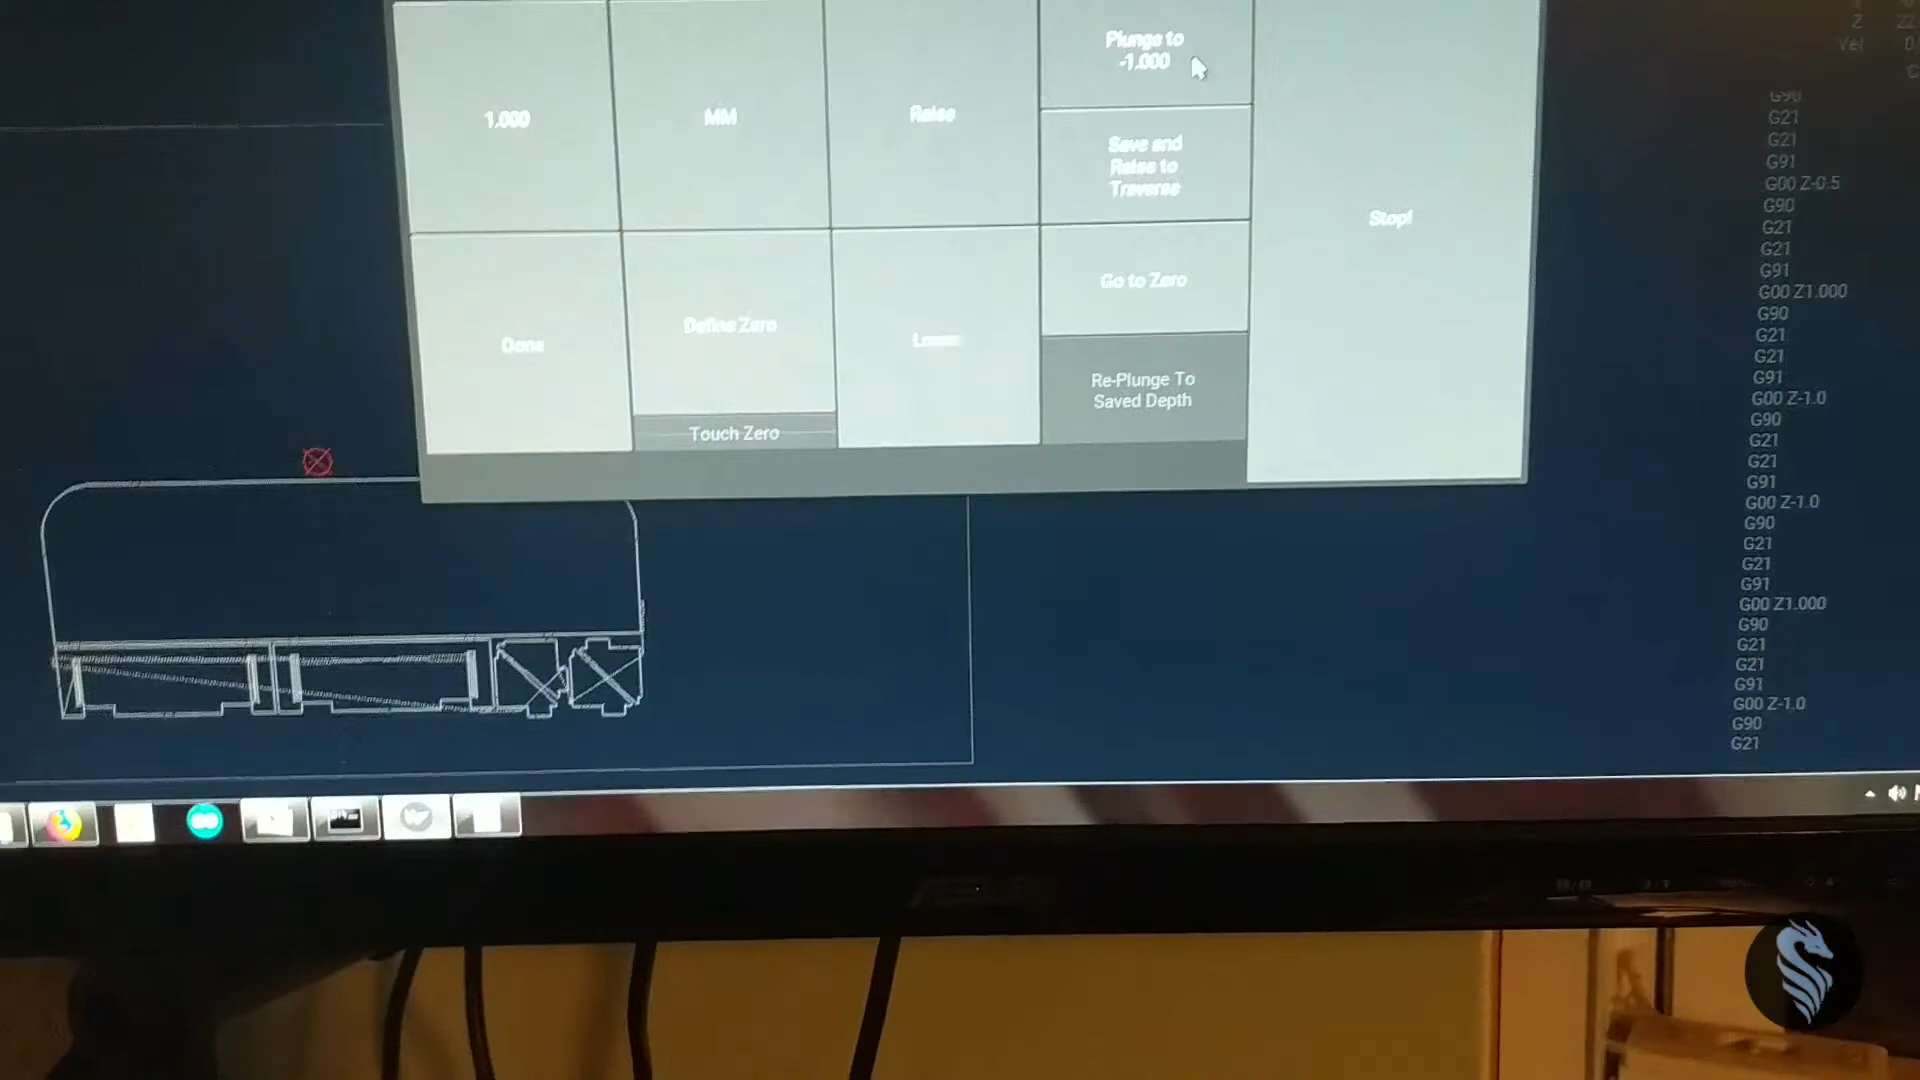 1.000
MM
Raise
Plunge to
-1.000
Save and
Raise to
Traverse
Stop!
Done
Define Zero
Touch Zero
Lower
Go to Zero
Re-Plunge To
Saved Depth
Z
Vel
G90
G21
G21
G91
G00 Z-0.5
G90
G21
G21
G91
G00 Z1.000
G90
G21
G21
G91
G00 Z-1.0
G90
G21
G21
G91
G00 Z-1.0
G90
G21
G21
G91
G00 Z1.000
G90
G21
G21
G91
G00 Z-1.0
G90
G21